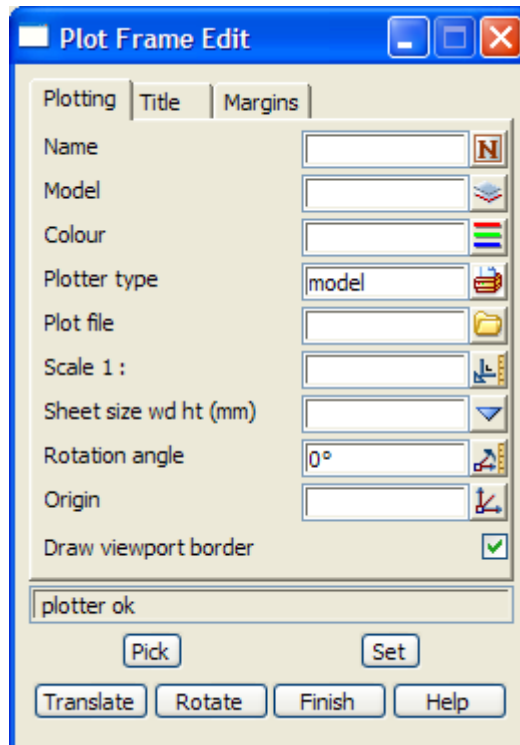 Plot Frame Edit
Plotting Title Margins
Name N
Model
Colour
Plotter type model
Plot file
Scale 1 :
Sheet size wd ht (mm)
Rotation angle 0°
Origin
Draw viewport border
plotter ok
Pick Set
Translate Rotate Finish Help